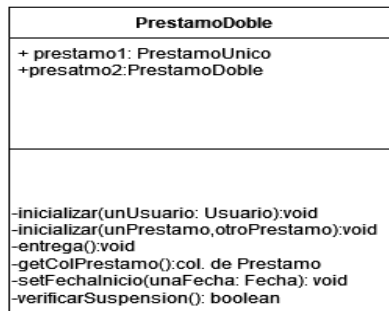 PrestamoDoble
+ prestamo1: PrestamoUnico
+presatmo2:PrestamoDoble
-inicializar(unUsuario: Usuario):void
-inicializar(unPrestamo,otroPrestamo):void
-entrega():void
-getColPrestamo():col. de Prestamo
-setFechaInicio(unaFecha: Fecha): void
-verificarSuspension(): boolean